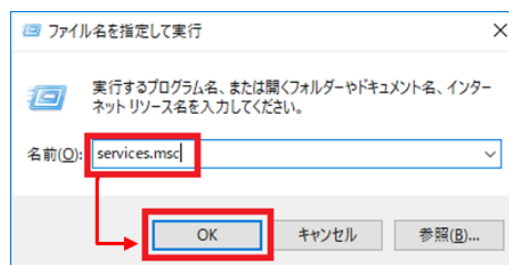 ファイル名を指定して実行
実行するプログラム名、または開くフォルダーやドキュメント名、インター
ネット リソース名を入力してください。
名前(O): services.msc
OK キャンセル 参照(B)...